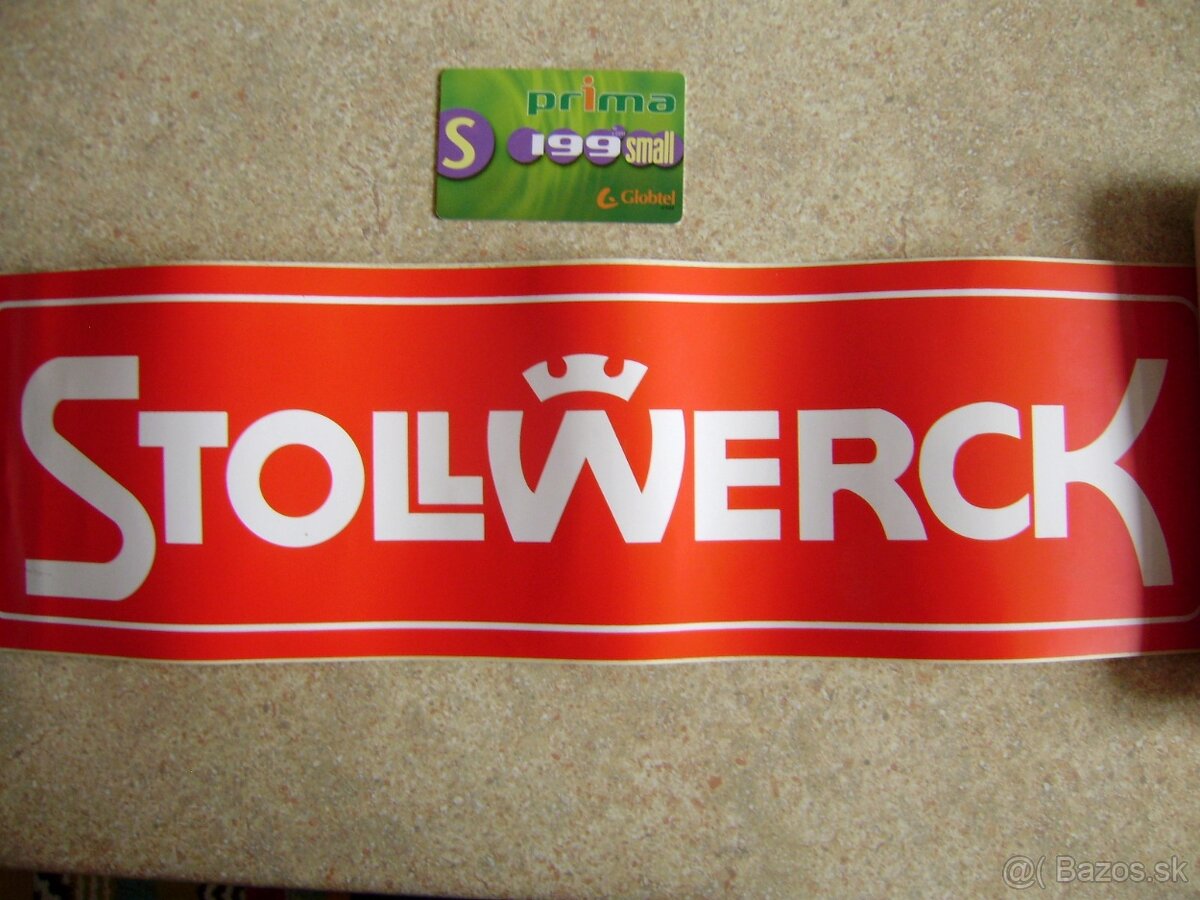 prima
S 199 small
Globtel
STOLLWERCK
@( Bazos.sk